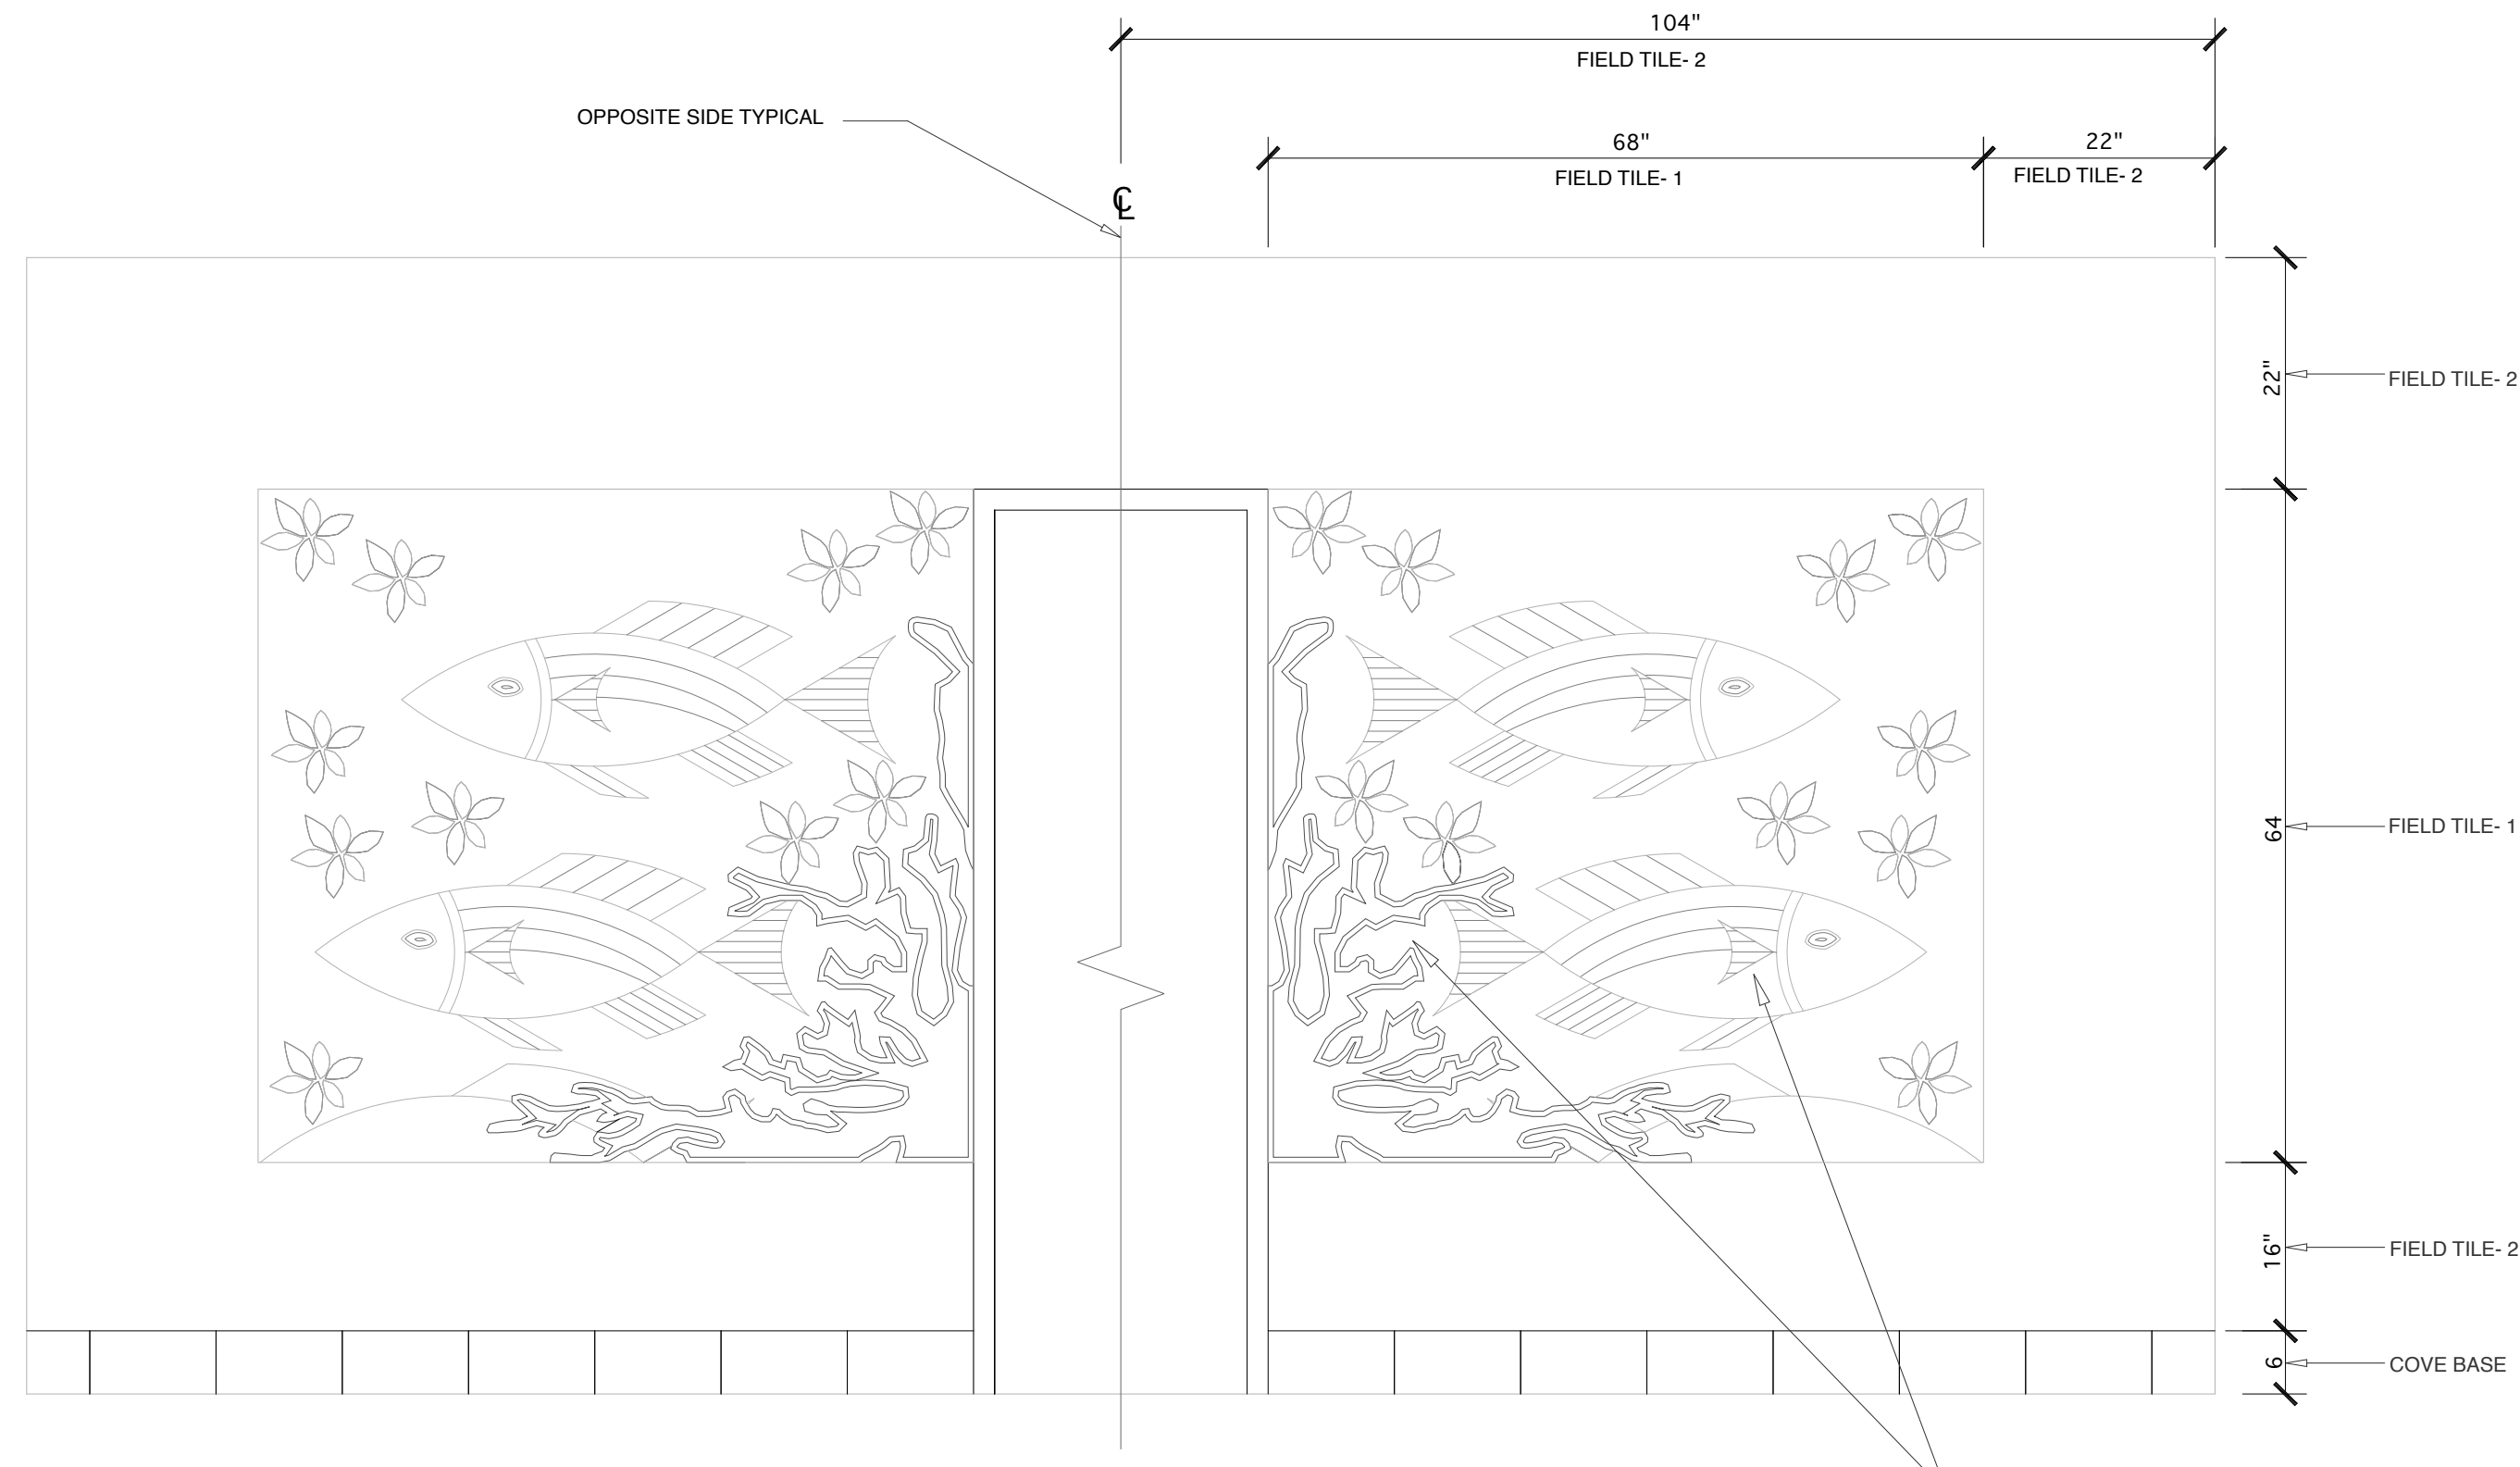 104"
FIELD TILE- 2
OPPOSITE SIDE TYPICAL
68"
22"
FIELD TILE- 1
FIELD TILE- 2
CL
22"
FIELD TILE- 2
64
FIELD TILE- 1
16"
FIELD TILE- 2
6
COVE BASE